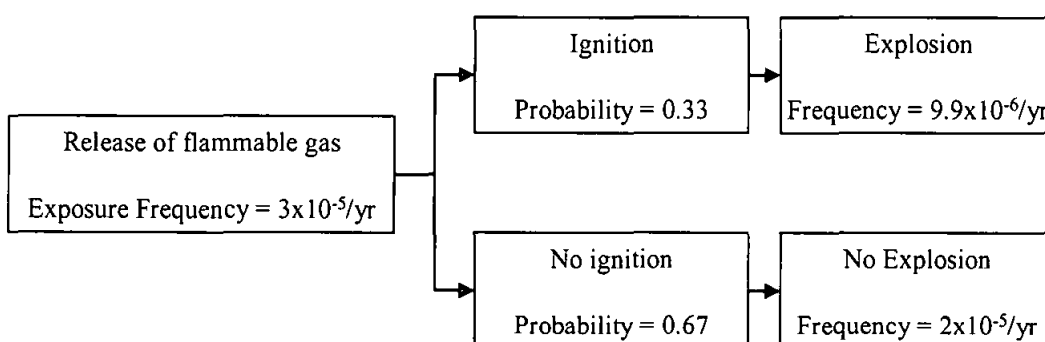 Release of flammable gas
Exposure Frequency = 3x10⁻⁵/yr
Ignition
Probability = 0.33
Explosion
Frequency = 9.9x10⁻⁶/yr
No ignition
Probability = 0.67
No Explosion
Frequency = 2x10⁻⁵/yr